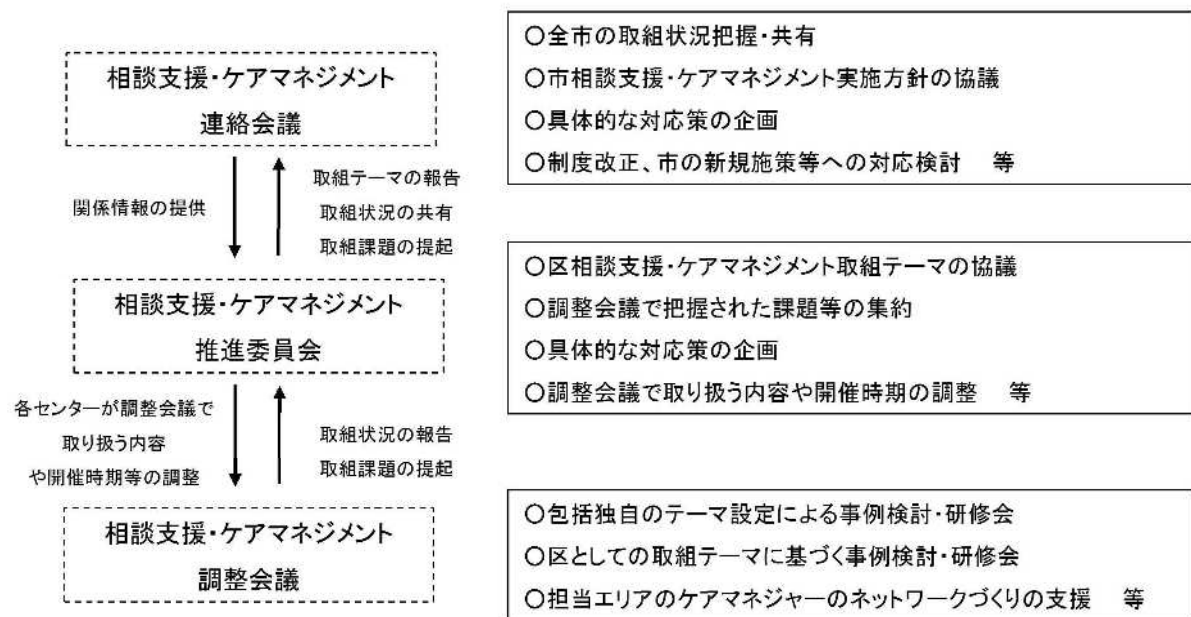 相談支援・ケアマネジメント
連絡会議
○全市の取組状況把握・共有
○市相談支援・ケアマネジメント実施方針の協議
○具体的な対応策の企画
○制度改正、市の新規施策等への対応検討　等
関係情報の提供
取組テーマの報告
取組状況の共有
取組課題の提起
相談支援・ケアマネジメント
推進委員会
○区相談支援・ケアマネジメント取組テーマの協議
○調整会議で把握された課題等の集約
○具体的な対応策の企画
○調整会議で取り扱う内容や開催時期の調整　等
各センターが調整会議で
取り扱う内容
や開催時期等の調整
取組状況の報告
取組課題の提起
相談支援・ケアマネジメント
調整会議
○包括独自のテーマ設定による事例検討・研修会
○区としての取組テーマに基づく事例検討・研修会
○担当エリアのケアマネジャーのネットワークづくりの支援　等